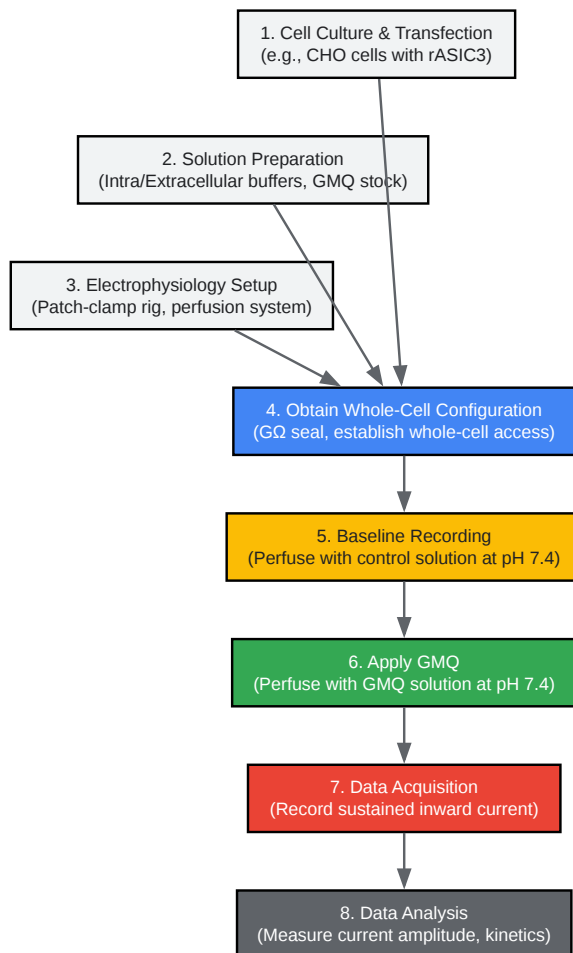 1. Cell Culture & Transfection
(e.g., CHO cells with rASIC3)
2. Solution Preparation
(Intra/Extracellular buffers, GMQ stock)
3. Electrophysiology Setup
(Patch-clamp rig, perfusion system)
4. Obtain Whole-Cell Configuration
(GΩ seal, establish whole-cell access)
5. Baseline Recording
(Perfuse with control solution at pH 7.4)
6. Apply GMQ
(Perfuse with GMQ solution at pH 7.4)
7. Data Acquisition
(Record sustained inward current)
8. Data Analysis
(Measure current amplitude, kinetics)